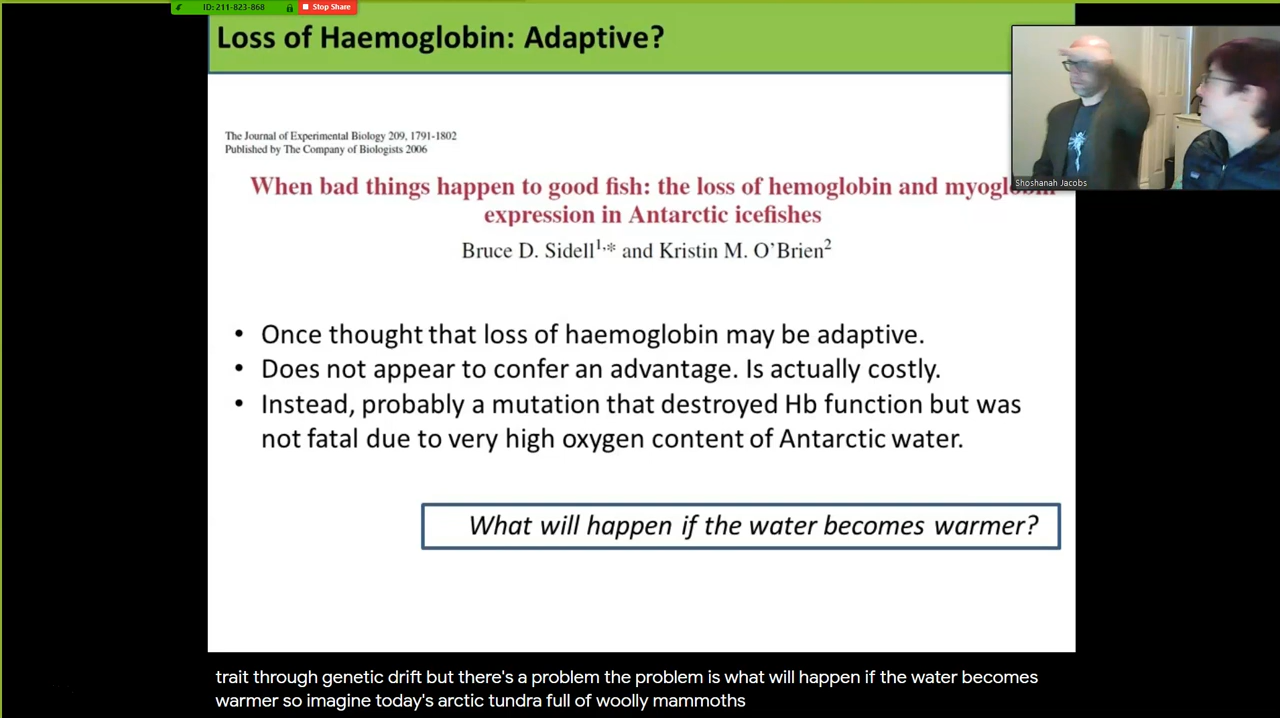 ID: 211-823-868 Stop Share
Loss of Haemoglobin: Adaptive?
The Journal of Experimental Biology 209, 1791-1802
Published by The Company of Biologists 2006
When bad things happen to good fish: the loss of hemoglobin and myoglobin
expression in Antarctic icefishes
Bruce D. Sidell1,* and Kristin M. O'Brien2
Shoshanah Jacobs
• Once thought that loss of haemoglobin may be adaptive.
• Does not appear to confer an advantage. Is actually costly.
• Instead, probably a mutation that destroyed Hb function but was
not fatal due to very high oxygen content of Antarctic water.
What will happen if the water becomes warmer?
trait through genetic drift but there's a problem the problem is what will happen if the water becomes
warmer so imagine today's arctic tundra full of woolly mammoths